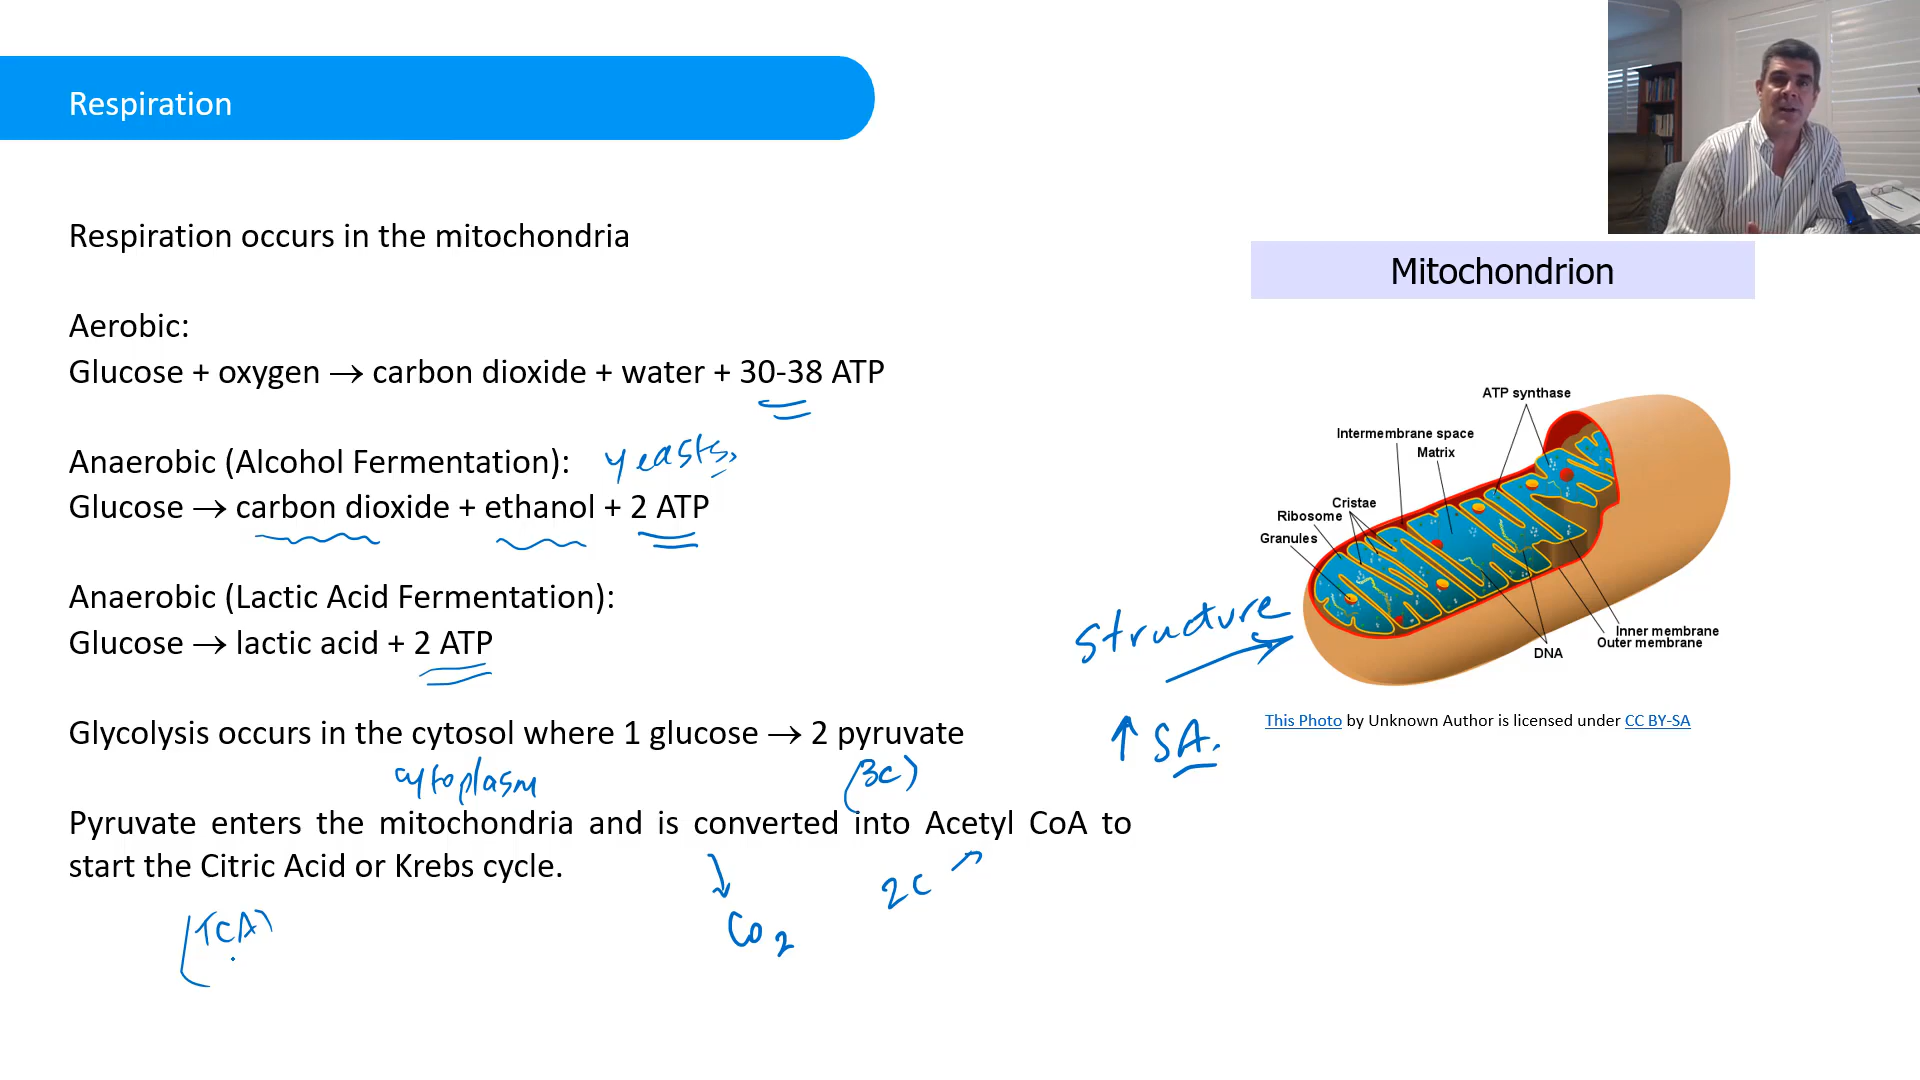 Respiration
Respiration occurs in the mitochondria
Aerobic:
Glucose + oxygen → carbon dioxide + water + 30-38 ATP
Anaerobic (Alcohol Fermentation): yeasts,
Glucose → carbon dioxide + ethanol + 2 ATP
Anaerobic (Lactic Acid Fermentation):
Glucose → lactic acid + 2 ATP
Glycolysis occurs in the cytosol where 1 glucose → 2 pyruvate
cytoplasm (3C)
Pyruvate enters the mitochondria and is converted into Acetyl CoA to
start the Citric Acid or Krebs cycle.
2C
(TCA)
CO2
Mitochondrion
ATP synthase
Intermembrane space
Matrix
Cristae
Ribosome
Granules
Inner membrane
Outer membrane
DNA
structure
↑ SA.
This Photo by Unknown Author is licensed under CC BY-SA